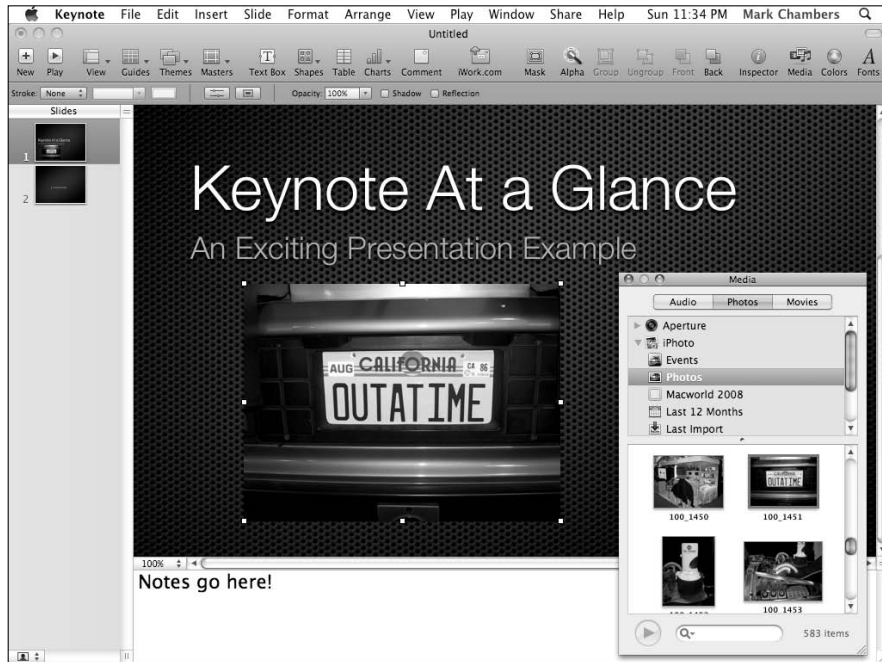 Keynote File Edit Insert Slide Format Arrange View Play Window Share Help Sun 11:34 PM Mark Chambers
Untitled
New Play View Guides Themes Masters Text Box Shapes Table Charts Comment iWork.com Mask Alpha Group Ungroup Front Back Inspector Media Colors Fonts
Stroke: None Opacity: 100% Shadow Reflection
Slides
1
2
Keynote At a Glance
An Exciting Presentation Example
AUG CALIFORNIA CA 86
OUTATIME
Media
Audio Photos Movies
Aperture
iPhoto
Events
Photos
Macworld 2008
Last 12 Months
Last Import
100_1450 100_1451
100_1453
583 items
100%
Notes go here!